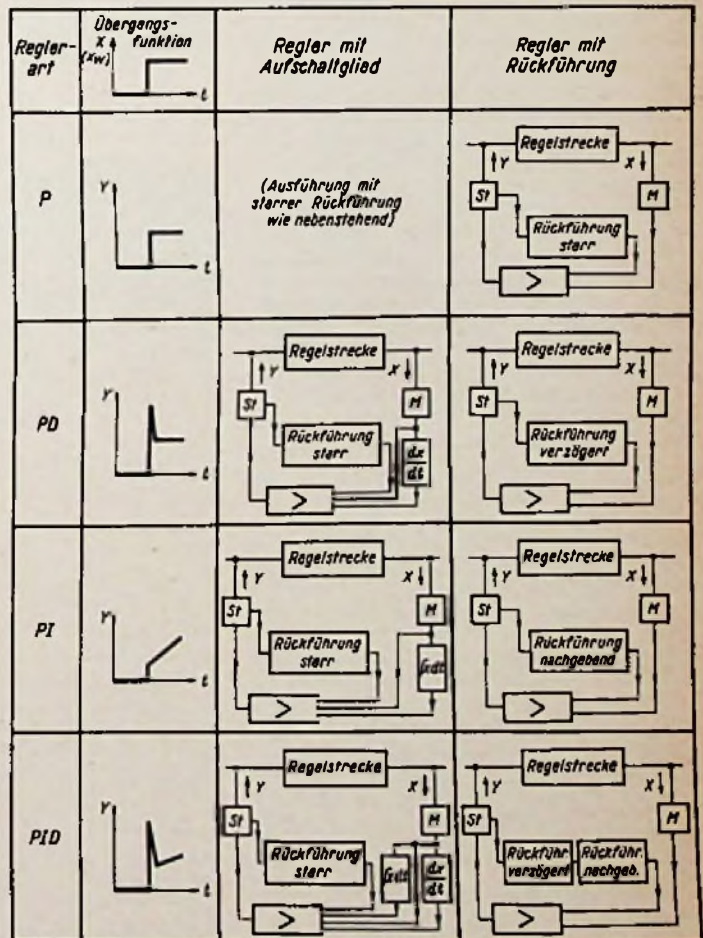 Regler-
art
Übergangs-
funktion
X
(Xw)
t
Regler mit
Aufschaltglied
Regler mit
Rückführung
P
Y
t
(Ausführung mit
starrer Rückführung
wie nebenstehend)
Regelstrecke
Y
X
St
M
Rückführung
starr
>
PD
Y
t
Regelstrecke
Y
X
St
M
Rückführung
starr
dx
dt
>
Regelstrecke
Y
X
St
M
Rückführung
verzögert
>
PI
Y
t
Regelstrecke
Y
X
St
M
Rückführung
starr
>
Regelstrecke
Y
X
St
M
Rückführung
nachgebend
>
PID
Y
t
Regelstrecke
Y
X
St
M
Rückführung
starr
dx
dt
>
Regelstrecke
Y
X
St
M
Rückführ.
verzögert
Rückführ.
nachgeb.
>